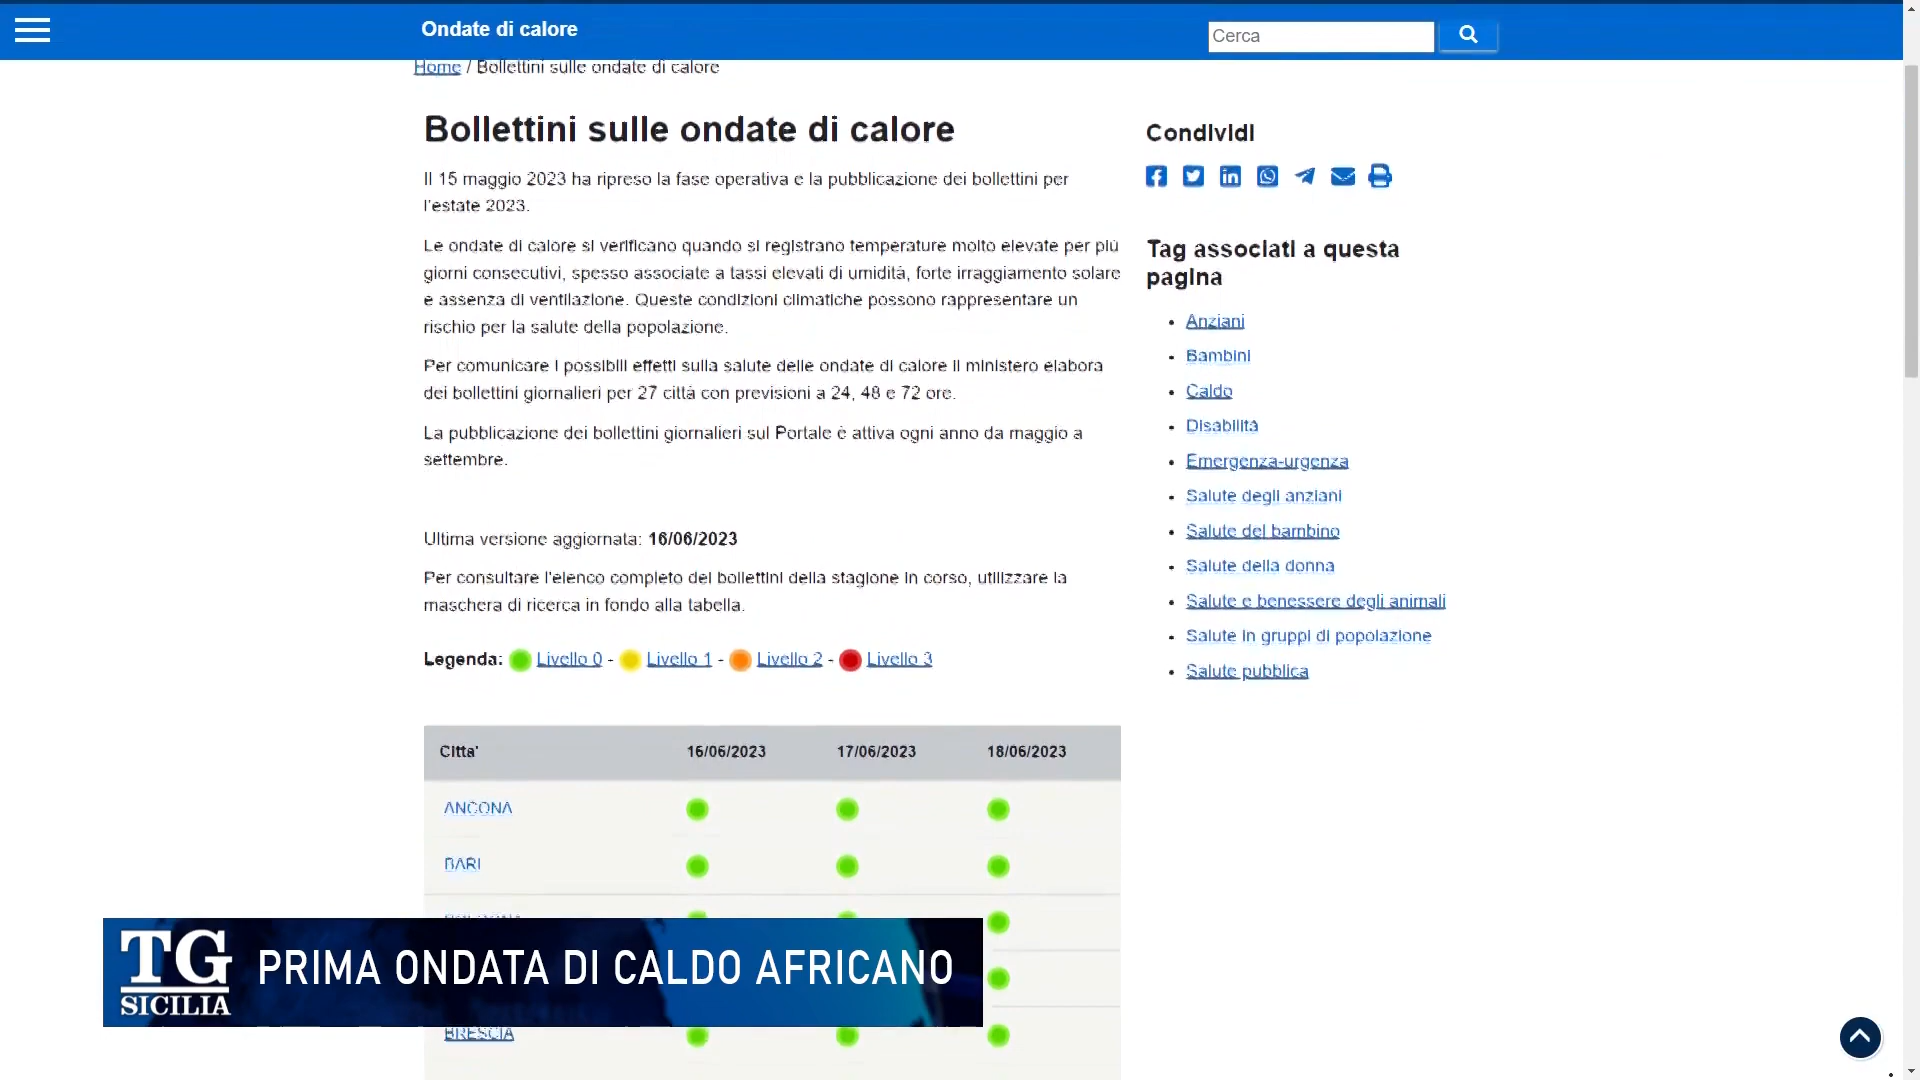 Ondate di calore
Cerca
Home / Bollettini sulle ondate di calore
Bollettini sulle ondate di calore
Il 15 maggio 2023 ha ripreso la fase operativa e la pubblicazione dei bollettini per
l'estate 2023.
Le ondate di calore si verificano quando si registrano temperature molto elevate per più
giorni consecutivi, spesso associate a tassi elevati di umidità, forte irraggiamento solare
e assenza di ventilazione. Queste condizioni climatiche possono rappresentare un
rischio per la salute della popolazione.
Per comunicare i possibili effetti sulla salute delle ondate di calore il ministero elabora
dei bollettini giornalieri per 27 città con previsioni a 24, 48 e 72 ore.
La pubblicazione dei bollettini giornalieri sul Portale è attiva ogni anno da maggio a
settembre.
Ultima versione aggiornata: 16/06/2023
Per consultare l'elenco completo dei bollettini della stagione in corso, utilizzare la
maschera di ricerca in fondo alla tabella.
Legenda: Livello 0 - Livello 1 - Livello 2 - Livello 3
Citta' 16/06/2023 17/06/2023 18/06/2023
ANCONA
BARI
BRESCIA
Condividi
Tag associati a questa
pagina
Anziani
Bambini
Caldo
Disabilità
Emergenza-urgenza
Salute degli anziani
Salute del bambino
Salute della donna
Salute e benessere degli animali
Salute in gruppi di popolazione
Salute pubblica
TG
SICILIA
PRIMA ONDATA DI CALDO AFRICANO